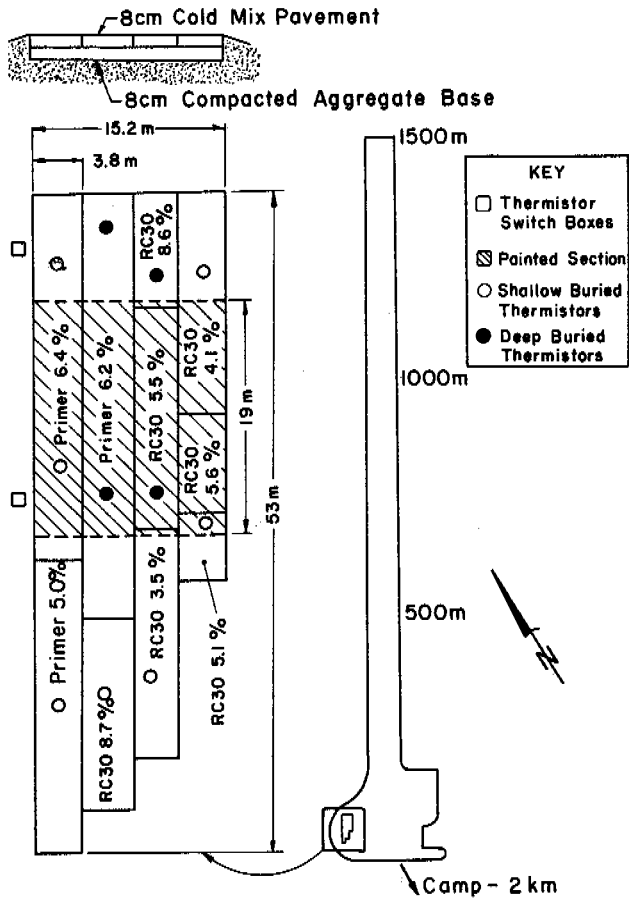 8cm Cold Mix Pavement
8cm Compacted Aggregate Base
15.2 m
3.8 m
1500m
KEY
Thermistor
Switch Boxes
Painted Section
Shallow Buried
Thermistors
Deep Buried
Thermistors
RC30
8.6 %
Primer 6.4 %
Primer 6.2 %
RC30 5.5 %
RC30
4.1 %
RC30
5.6 %
19 m
53 m
1000m
500m
Primer 5.0%
RC30 8.7%
RC30 3.5 %
RC30 5.1 %
N
Camp - 2 km